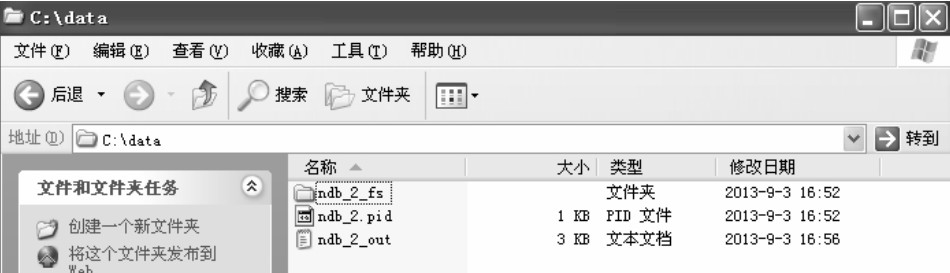 C:\data
文件(F) 编辑(E) 查看(V) 收藏(A) 工具(T) 帮助(H)
后退 搜索 文件夹
地址(D) C:\data 转到
名称 大小 类型 修改日期
文件和文件夹任务
ndb_2_fs 文件夹 2013-9-3 16:52
ndb_2.pid 1 KB PID 文件 2013-9-3 16:52
创建一个新文件夹
ndb_2_out 3 KB 文本文档 2013-9-3 16:56
将这个文件夹发布到
Web